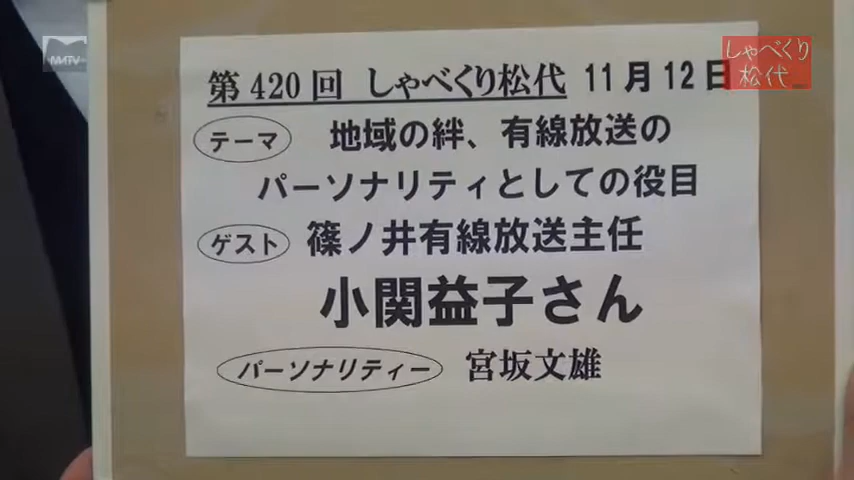 MATV
しゃべくり
松代
第420回 しゃべくり松代 11月12日
テーマ 地域の絆、有線放送の
パーソナリティとしての役目
ゲスト 篠ノ井有線放送主任
小関益子さん
パーソナリティー 宮坂文雄